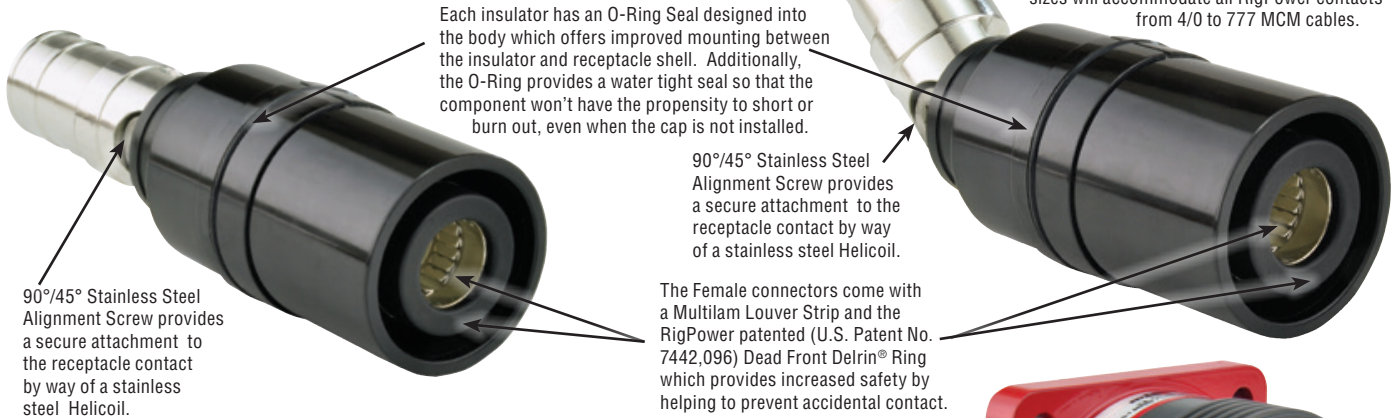 Each insulator has an O-Ring Seal designed into
the body which offers improved mounting between
the insulator and receptacle shell. Additionally,
the O-Ring provides a water tight seal so that the
component won't have the propensity to short or
burn out, even when the cap is not installed.
sizes will accommodate all RigPower contacts
from 4/0 to 777 MCM cables.
90°/45° Stainless Steel
Alignment Screw provides
a secure attachment to the
receptacle contact by way
of a stainless steel Helicoil.
90°/45° Stainless Steel
Alignment Screw provides
a secure attachment to
the receptacle contact
by way of a stainless
steel Helicoil.
The Female connectors come with
a Multilam Louver Strip and the
RigPower patented (U.S. Patent No.
7442,096) Dead Front Delrin® Ring
which provides increased safety by
helping to prevent accidental contact.